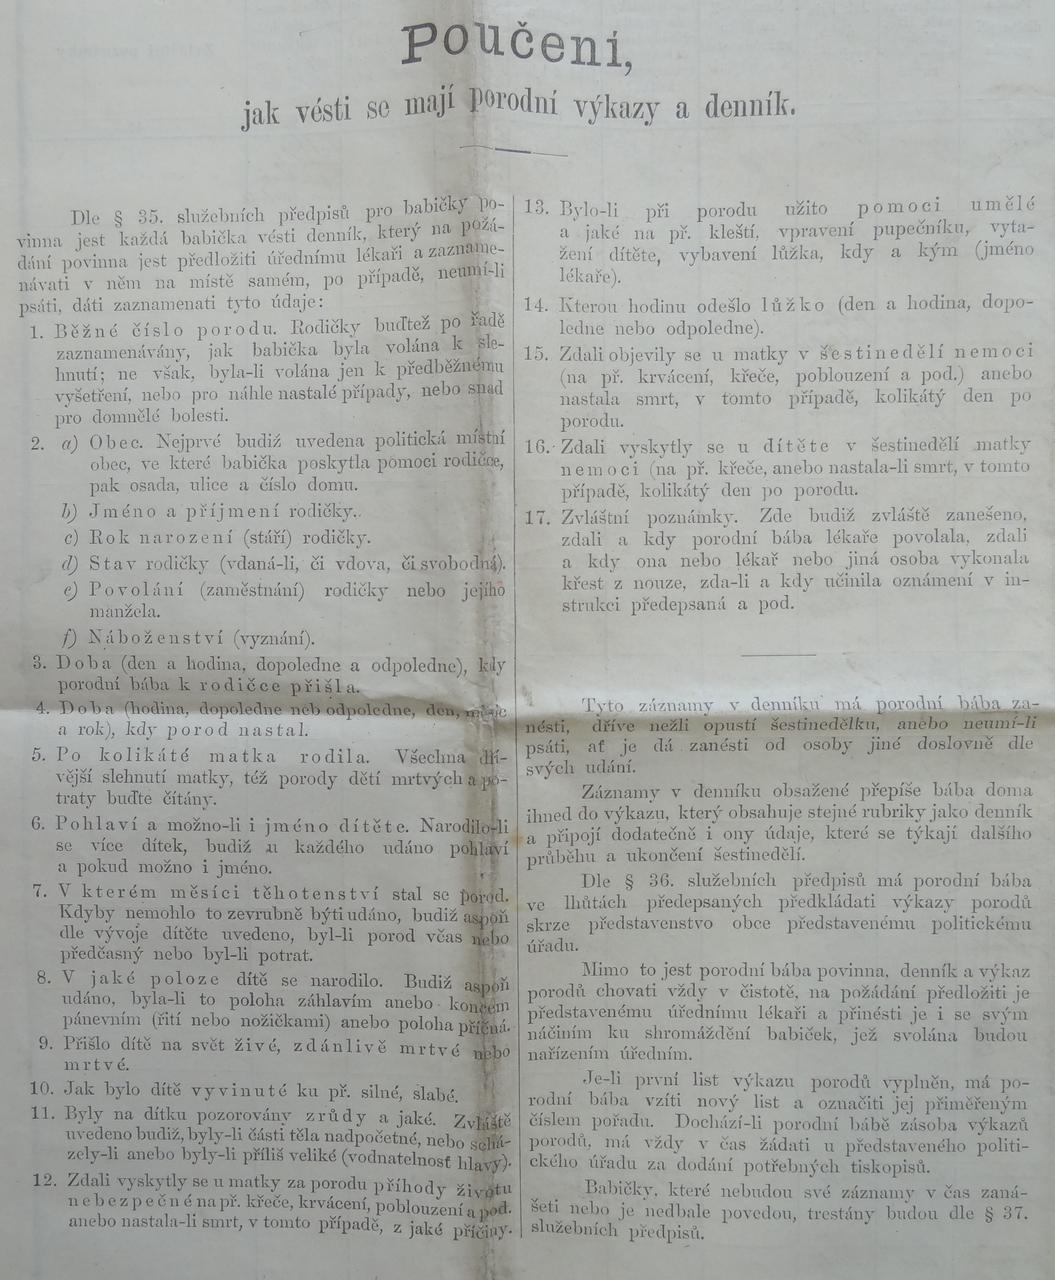 Poučení,
jak vésti se mají porodní výkazy a denník.
Dle § 35. služebních předpisů pro babičky po-
vinna jest každá babička vésti denník, který na požá-
dání povinna jest předložiti úřednímu lékaři a zazname-
návati v něm na místě samém, po případě, neumí-li
psáti, dáti zaznamenati tyto údaje:
1. Běžné číslo porodu. Rodičky buďtež po řadě
zaznamenávány, jak babička byla volána k sle-
hnutí; ne však, byla-li volána jen k předběžnému
vyšetření, nebo pro náhle nastalé případy, nebo snad
pro domnělé bolesti.
2. a) Obec. Nejprvé budiž uvedena politická místní
obec, ve které babička poskytla pomoci rodičce,
pak osada, ulice a číslo domu.
b) Jméno a příjmení rodičky.
c) Rok narození (stáří) rodičky.
d) Stav rodičky (vdaná-li, či vdova, či svobodná).
e) Povolání (zaměstnání) rodičky nebo jejího
manžela.
f) Náboženství (vyznání).
3. Doba (den a hodina, dopoledne a odpoledne), kdy
porodní bába k rodičce přišla.
4. Doba (hodina, dopoledne neb odpoledne, den, měsíc
a rok), kdy porod nastal.
5. Po kolikáté matka rodila. Všechna dří-
vější slehnutí matky, též porody dětí mrtvých a po-
traty buďte čítány.
6. Pohlaví a možno-li i jméno dítěte. Narodilo-li
se více dítek, budiž u každého udáno pohlaví
a pokud možno i jméno.
7. V kterém měsíci těhotenství stal se porod.
Kdyby nemohlo to zevrubně býti udáno, budiž aspoň
dle vývoje dítěte uvedeno, byl-li porod včas nebo
předčasný nebo byl-li potrat.
8. V jaké poloze dítě se narodilo. Budiž aspoň
udáno, byla-li to poloha záhlavím anebo koncem
pánevním (řití nebo nožičkami) anebo poloha příčná.
9. Přišlo dítě na svět živé, zdánlivě mrtvé nebo
mrtvé.
10. Jak bylo dítě vyvinuté ku př. silné, slabé.
11. Byly na dítku pozorovány zrůdy a jaké. Zvláště
uvedeno budiž, byly-li části těla nadpočetné, nebo schá-
zely-li anebo byly-li příliš veliké (vodnatelnosť hlavy).
12. Zdali vyskytly se u matky za porodu příhody životu
nebezpečné na př. křeče, krvácení, poblouzení a pod.
anebo nastala-li smrt, v tomto případě, z jaké příčiny.
13. Bylo-li při porodu užito pomoci umělé
a jaké na př. kleští, vpravení pupečníku, vyta-
žení dítěte, vybavení lůžka, kdy a kým (jméno
lékaře).
14. Kterou hodinu odešlo lůžko (den a hodina, dopo-
ledne nebo odpoledne).
15. Zdali objevily se u matky v šestinedělí nemoci
(na př. krvácení, křeče, poblouzení a pod.) anebo
nastala smrt, v tomto případě, kolikátý den po
porodu.
16. Zdali vyskytly se u dítěte v šestinedělí matky
nemoci (na př. křeče, anebo nastala-li smrt, v tomto
případě, kolikátý den po porodu.
17. Zvláštní poznámky. Zde budiž zvláště zanešeno,
zdali a kdy porodní bába lékaře povolala, zdali
a kdy ona nebo lékař nebo jiná osoba vykonala
křest z nouze, zda-li a kdy učinila oznámení v in-
strukci předepsaná a pod.
Tyto záznamy v denníku má porodní bába za-
nésti, dříve nežli opustí šestinedělku, anebo neumí-li
psáti, ať je dá zanésti od osoby jiné doslovně dle
svých udání.
Záznamy v denníku obsažené přepíše bába doma
ihned do výkazu, který obsahuje stejné rubriky jako denník
a připojí dodatečně i ony údaje, které se týkají dalšího
průběhu a ukončení šestinedělí.
Dle § 36. služebních předpisů má porodní bába
ve lhůtách předepsaných předkládati výkazy porodů
skrze představenstvo obce představenému politickému
úřadu.
Mimo to jest porodní bába povinna, denník a výkaz
porodů chovati vždy v čistotě, na požádání předložiti je
představenému úřednímu lékaři a přinésti je i se svým
náčiním ku shromáždění babiček, jež svolána budou
nařízením úředním.
Je-li první list výkazu porodů vyplněn, má po-
rodní bába vzíti nový list a označiti jej přiměřeným
číslem pořadu. Dochází-li porodní bábě zásoba výkazů
porodů, má vždy v čas žádati u představeného politi-
ckého úřadu za dodání potřebných tiskopisů.
Babičky, které nebudou své záznamy v čas zaná-
šeti nebo je nedbale povedou, trestány budou dle § 37.
služebních předpisů.